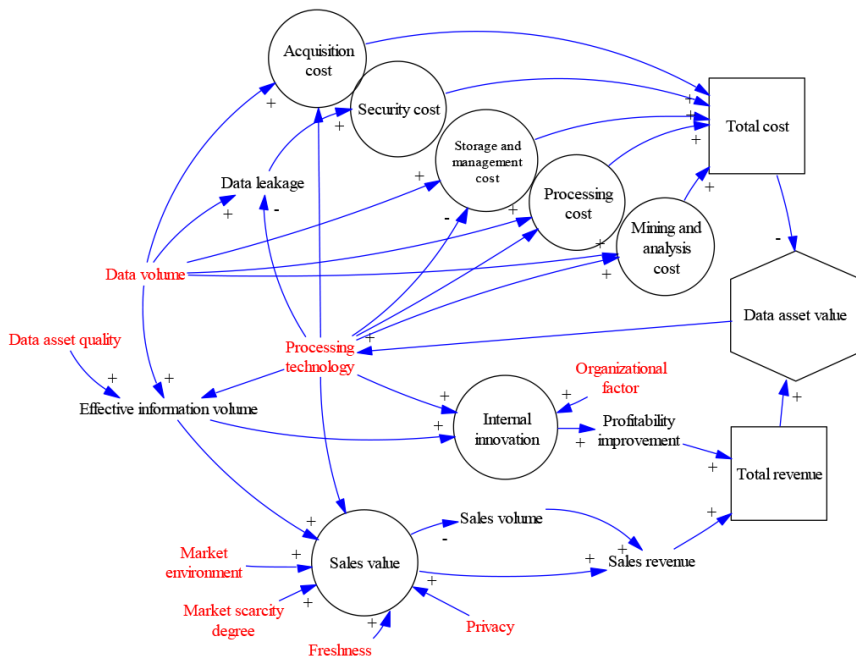 Acquisition
cost
Security cost
Total cost
Storage and
management
cost
Data leakage
Processing
cost
Mining and
analysis
cost
Data volume
Data asset value
Data asset quality
Processing
technology
Organizational
factor
Effective information volume
Internal
innovation
Profitability
improvement
Total revenue
Sales volume
Market
environment
Sales value
Sales revenue
Market scarcity
degree
Privacy
Freshness